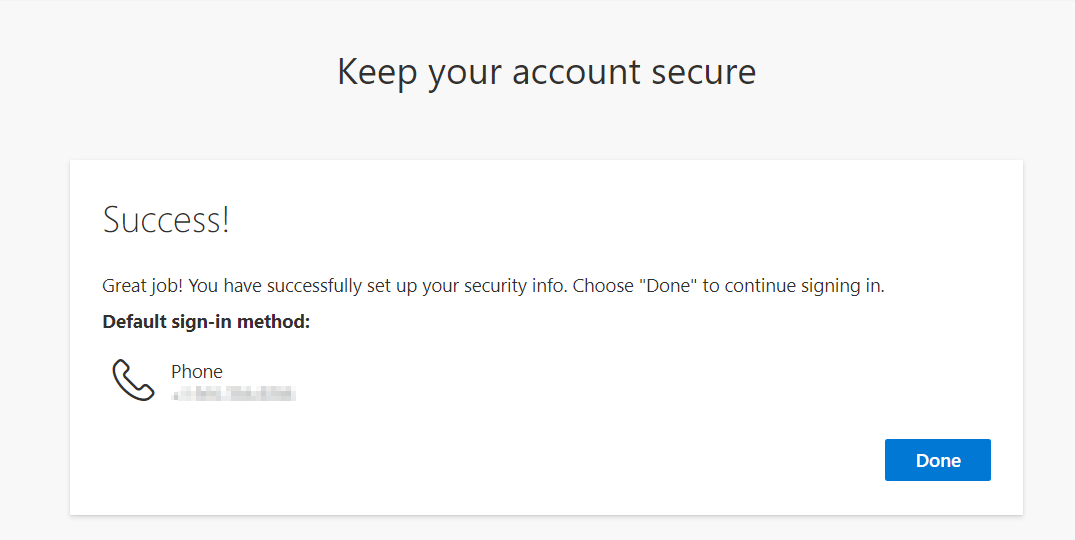 Keep your account secure
Success!
Great job! You have successfully set up your security info. Choose "Done" to continue signing in.
Default sign-in method:
Phone
Done